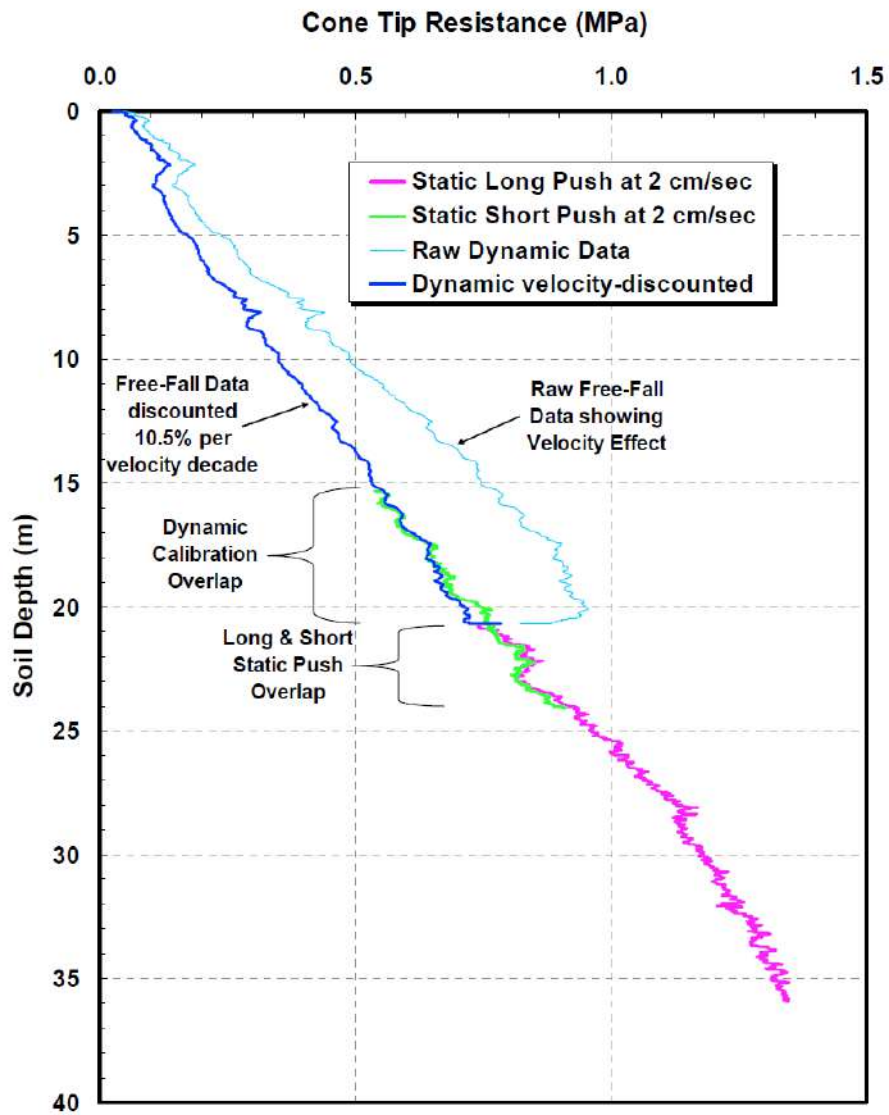 Cone Tip Resistance (MPa)
0.0 0.5 1.0 1.5
0
5
10
15
20
25
30
35
40
Soil Depth (m)
Static Long Push at 2 cm/sec
Static Short Push at 2 cm/sec
Raw Dynamic Data
Dynamic velocity-discounted
Free-Fall Data
discounted
10.5% per
velocity decade
Raw Free-Fall
Data showing
Velocity Effect
Dynamic
Calibration
Overlap
Long & Short
Static Push
Overlap